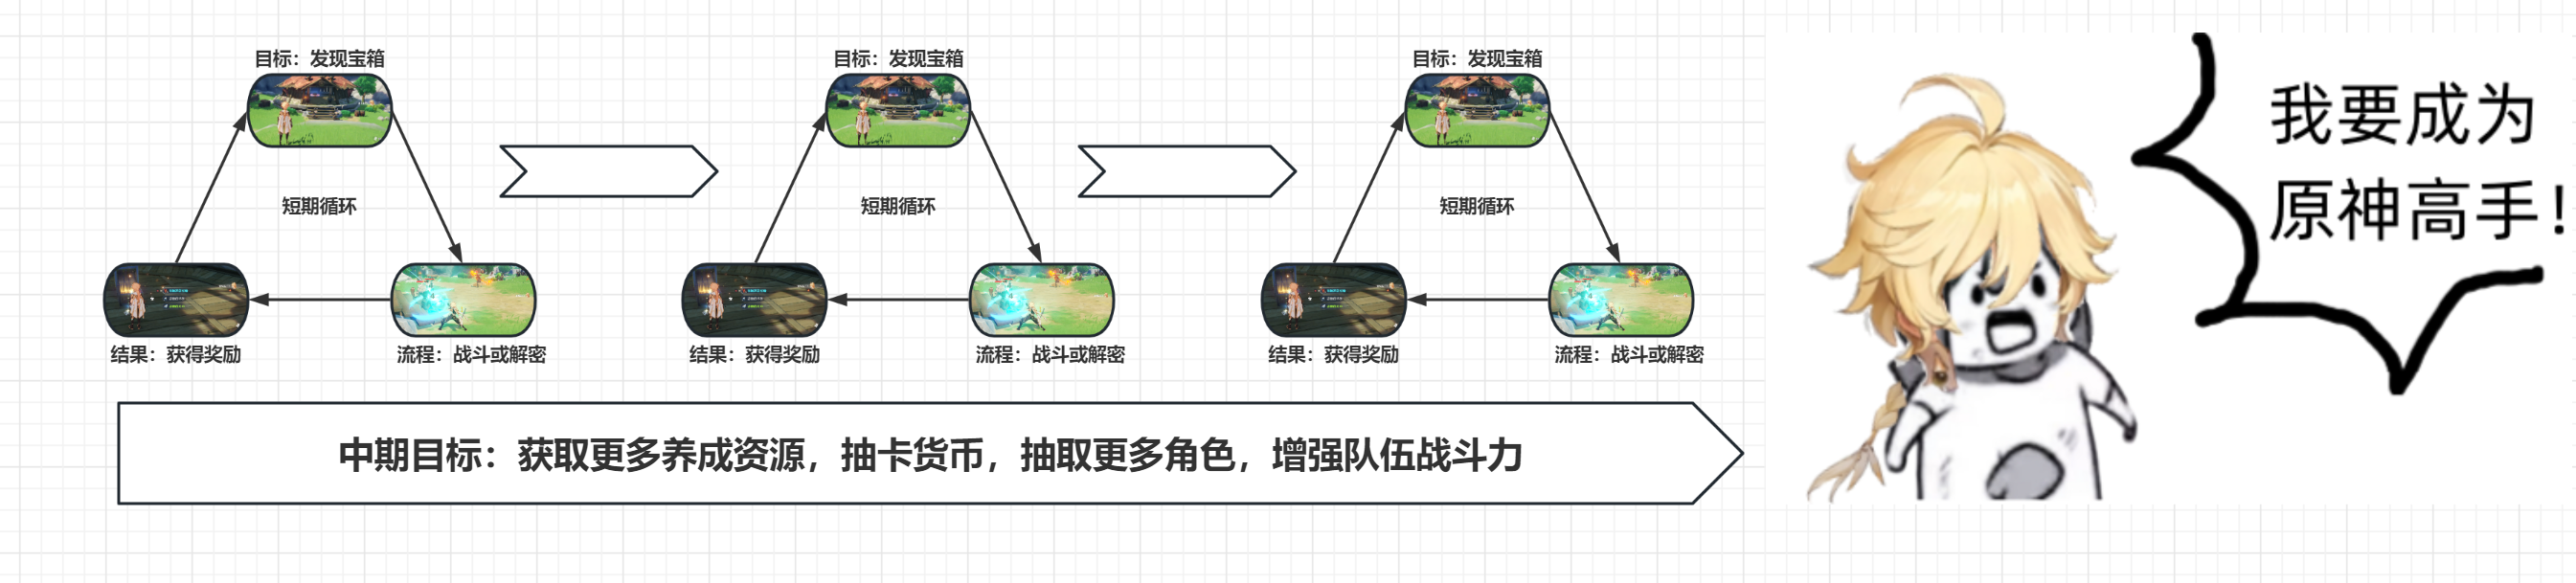 目标：发现宝箱
目标：发现宝箱
目标：发现宝箱
短期循环
短期循环
短期循环
结果：获得奖励
流程：战斗或解密
结果：获得奖励
流程：战斗或解密
结果：获得奖励
流程：战斗或解密
中期目标：获取更多养成资源，抽卡货币，抽取更多角色，增强队伍战斗力
我要成为
原神高手！